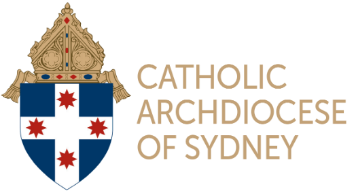 CATHOLIC
ARCHDIOCESE
OF SYDNEY